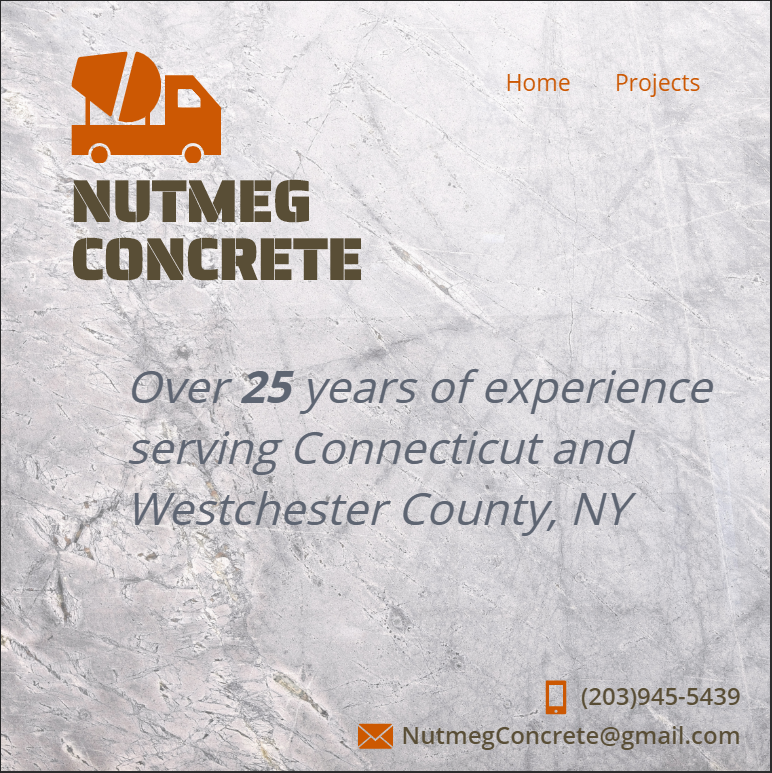 Home Projects
NUTMEG
CONCRETE
Over 25 years of experience
serving Connecticut and
Westchester County, NY
(203)945-5439
NutmegConcrete@gmail.com